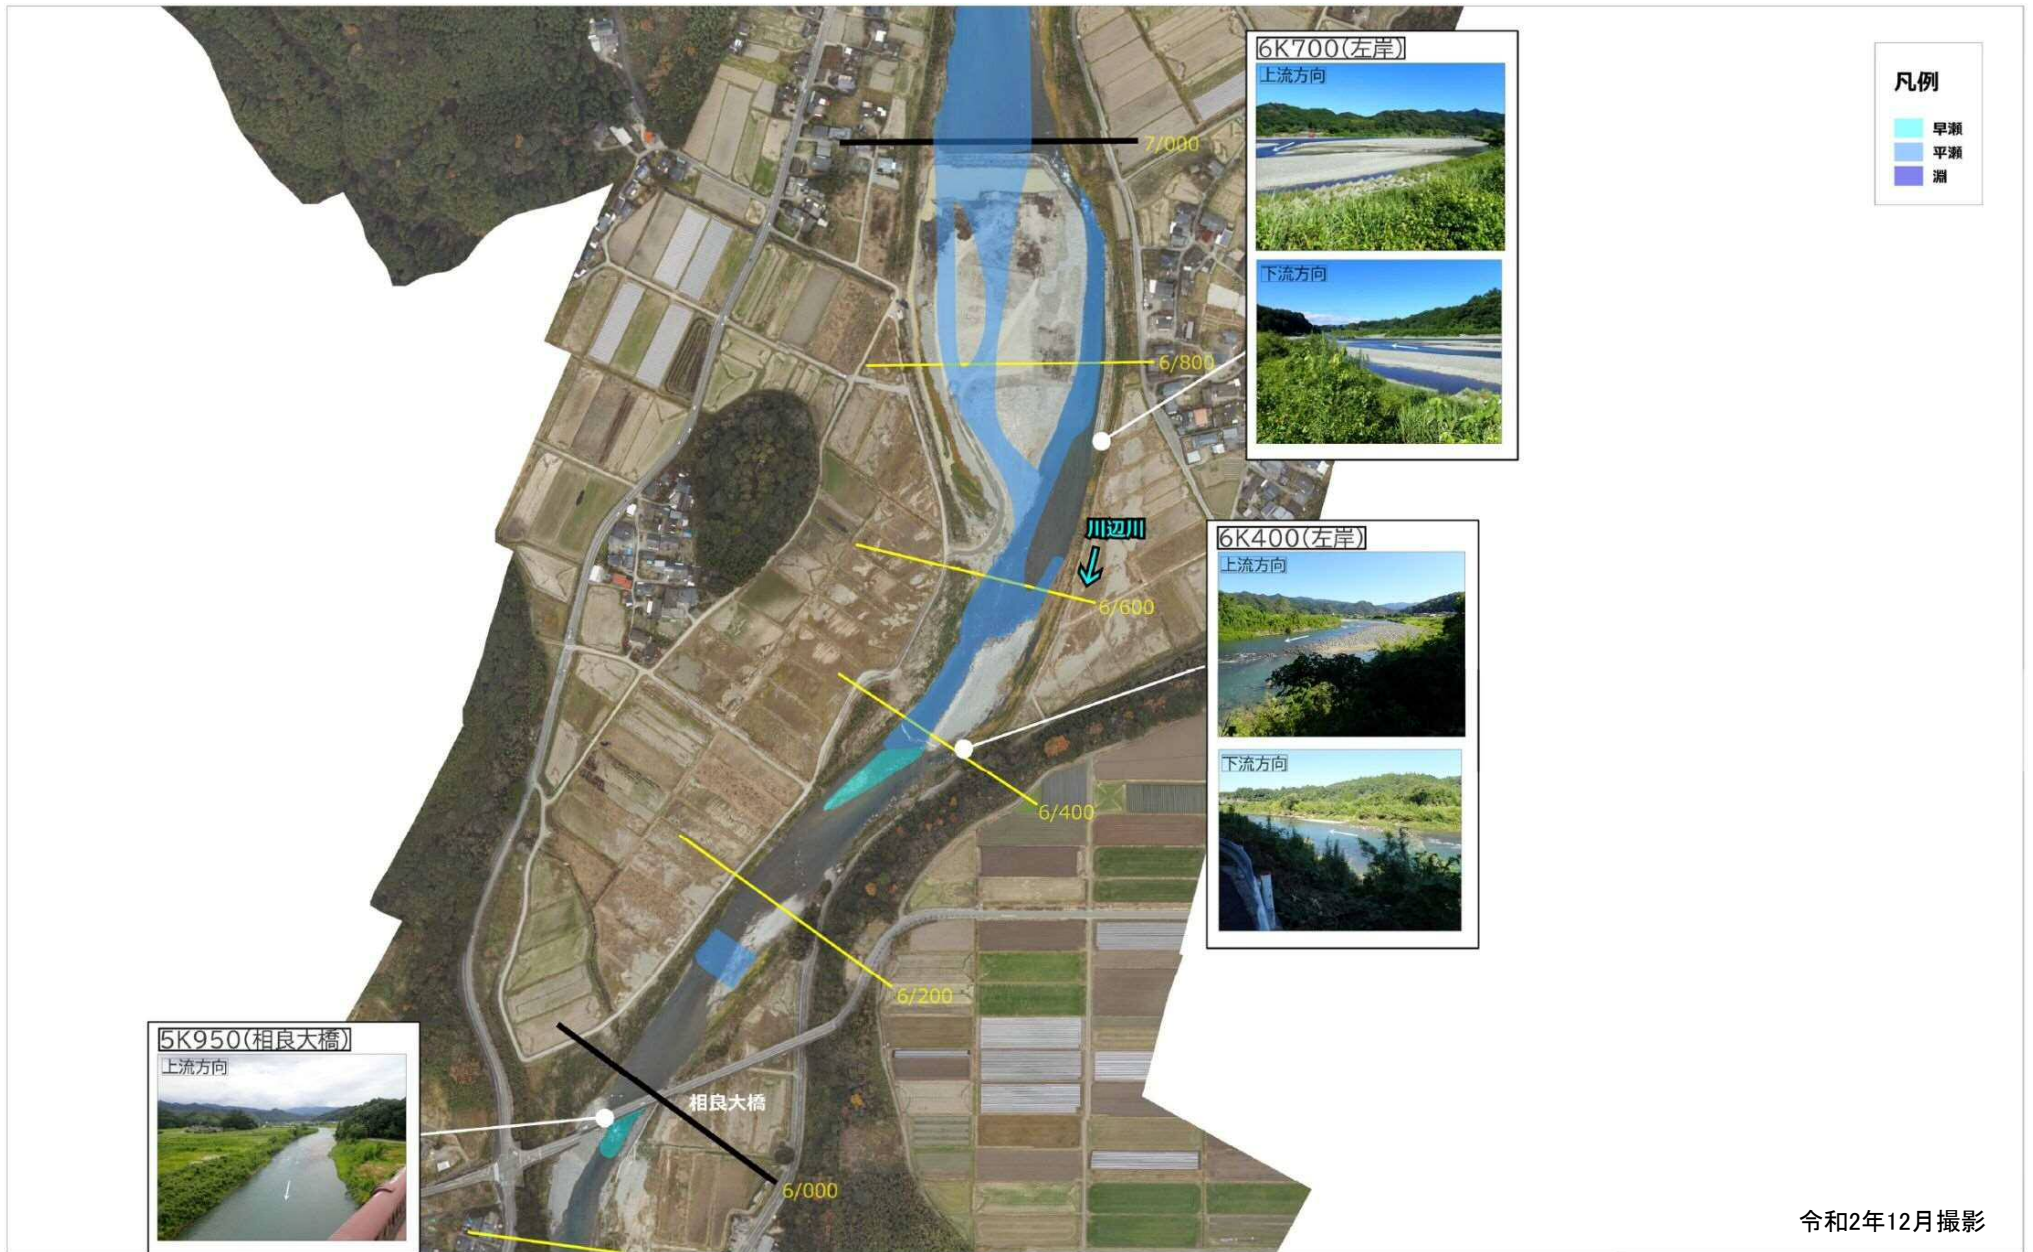 6K700(左岸)
上流方向
下流方向
凡例
早瀬
平瀬
淵
7/000
6/800
川辺川
6/600
6K400(左岸)
上流方向
下流方向
6/400
6/200
5K950(相良大橋)
上流方向
相良大橋
6/000
令和2年12月撮影